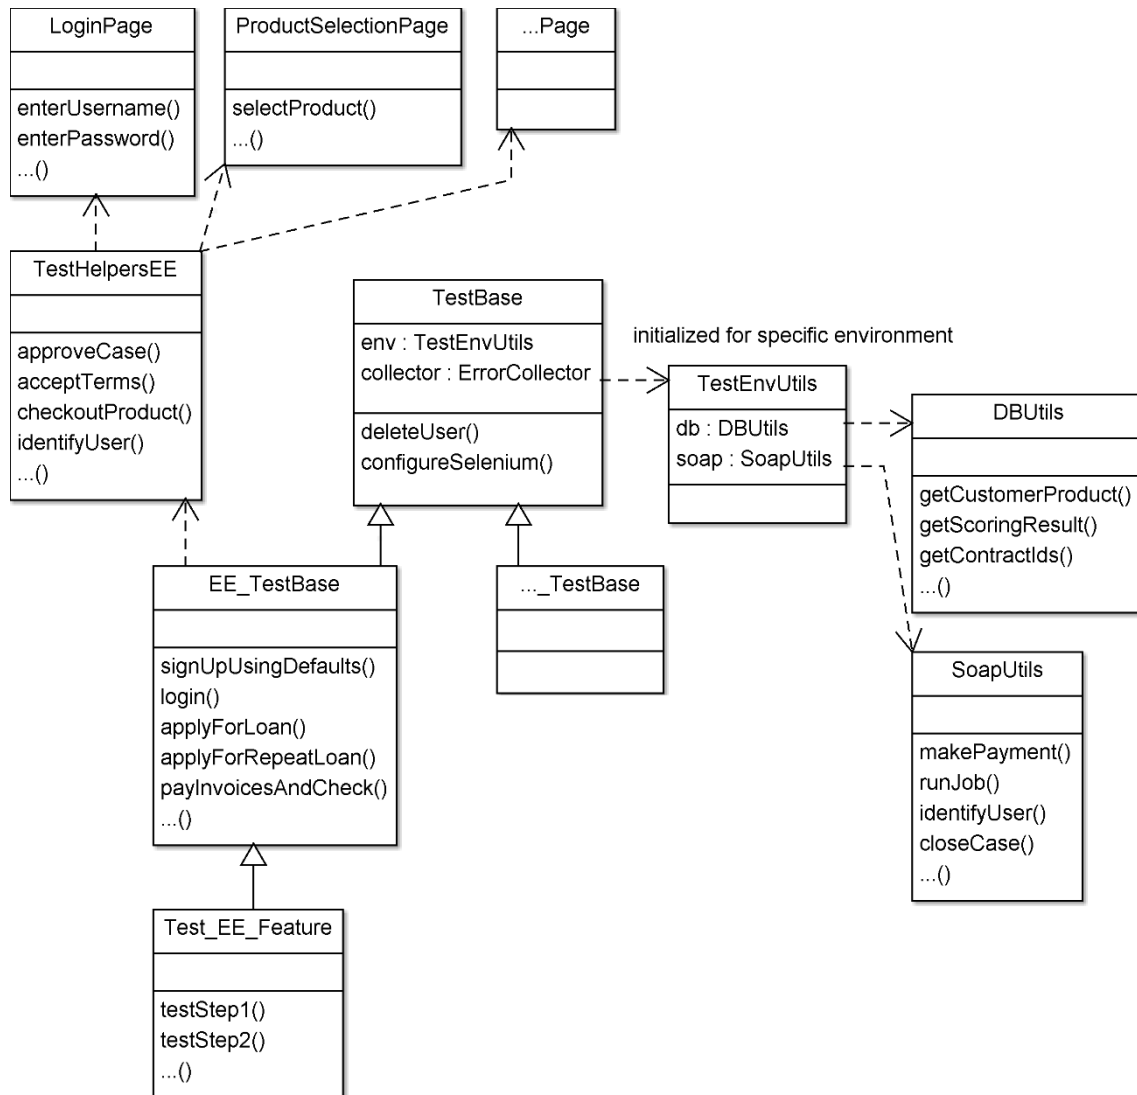 LoginPage
enterUsername()
enterPassword()
...()
ProductSelectionPage
selectProduct()
...()
...Page
TestHelpersEE
approveCase()
acceptTerms()
checkoutProduct()
identifyUser()
...()
TestBase
env : TestEnvUtils
collector : ErrorCollector
deleteUser()
configureSelenium()
initialized for specific environment
TestEnvUtils
db : DBUtils
soap : SoapUtils
DBUtils
getCustomerProduct()
getScoringResult()
getContractIds()
...()
EE_TestBase
signUpUsingDefaults()
login()
applyForLoan()
applyForRepeatLoan()
payInvoicesAndCheck()
...()
..._TestBase
SoapUtils
makePayment()
runJob()
identifyUser()
closeCase()
...()
Test_EE_Feature
testStep1()
testStep2()
...()